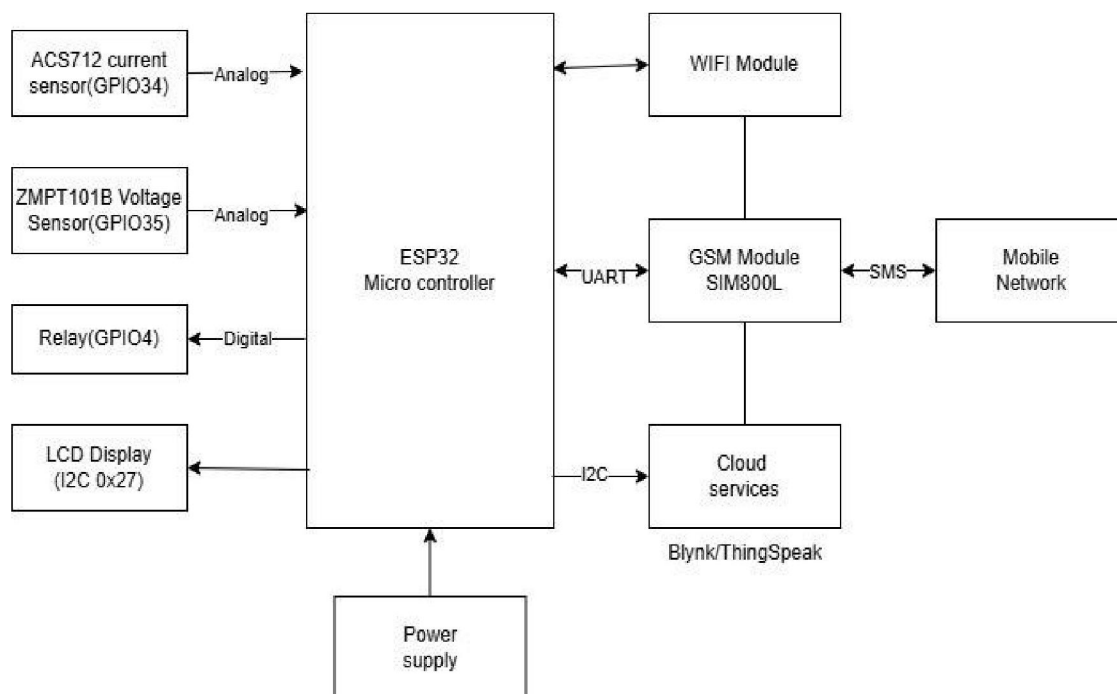 ACS712 current
sensor(GPIO34)
Analog
WIFI Module
ZMPT101B Voltage
Sensor(GPIO35)
Analog
ESP32
Micro controller
UART
GSM Module
SIM800L
SMS
Mobile
Network
Relay(GPIO4)
Digital
LCD Display
(I2C 0x27)
I2C
Cloud
services
Blynk/ThingSpeak
Power
supply